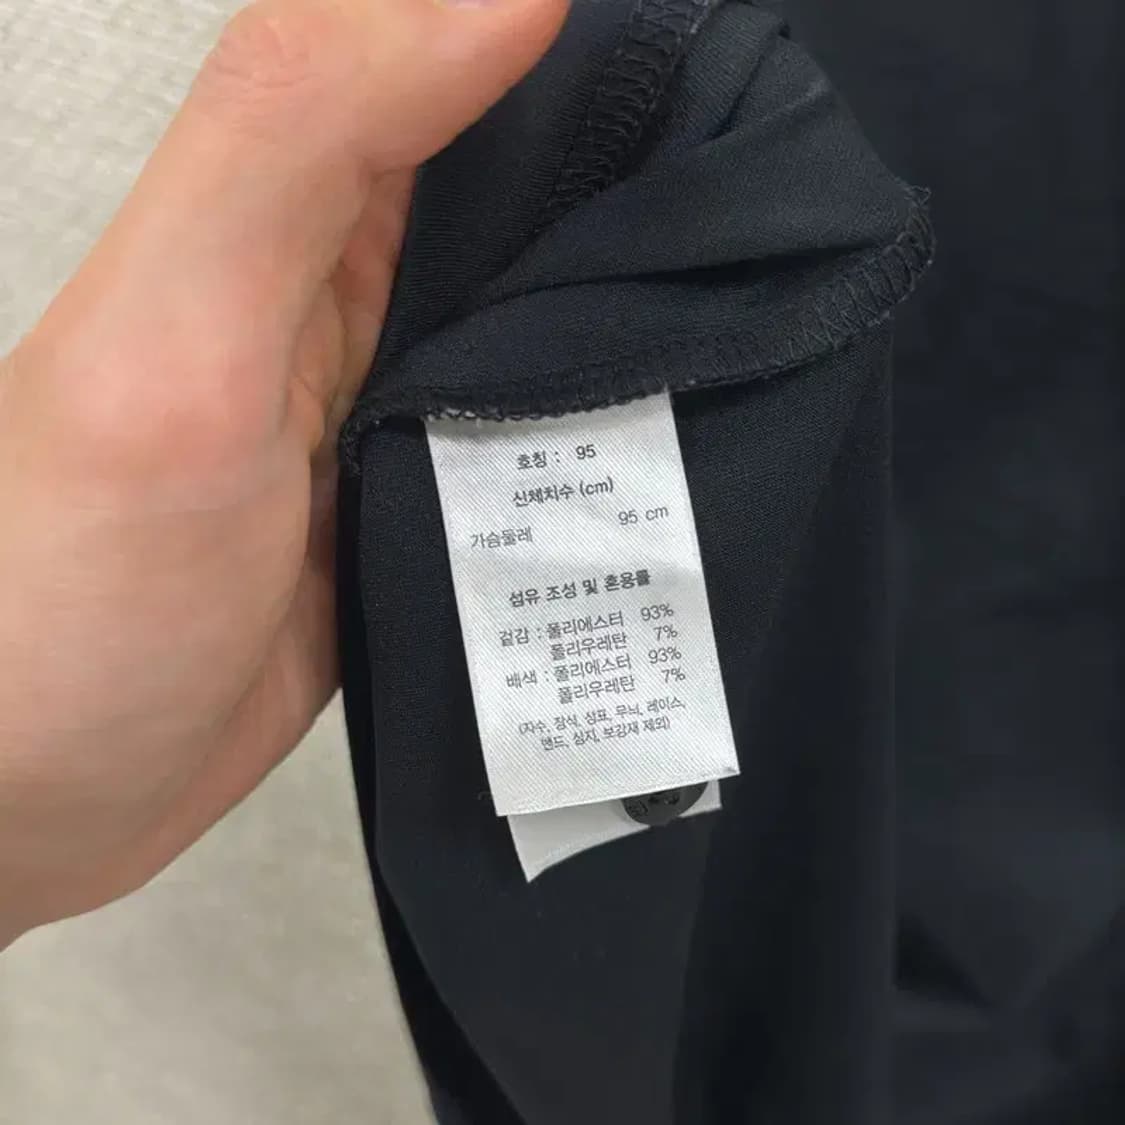 호칭 : 95
신체치수 (cm)
가슴둘레 95 cm
섬유 조성 및 혼용률
겉감 : 폴리에스터 93%
폴리우레탄 7%
배색 : 폴리에스터 93%
폴리우레탄 7%
(자수, 장식, 상표, 무늬, 레이스,
밴드, 심지, 보강재 제외)